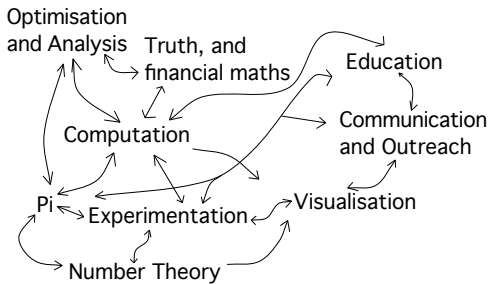 Optimisation
and Analysis
Truth, and
financial maths
Education
Computation
Communication
and Outreach
Pi
Experimentation
Visualisation
Number Theory